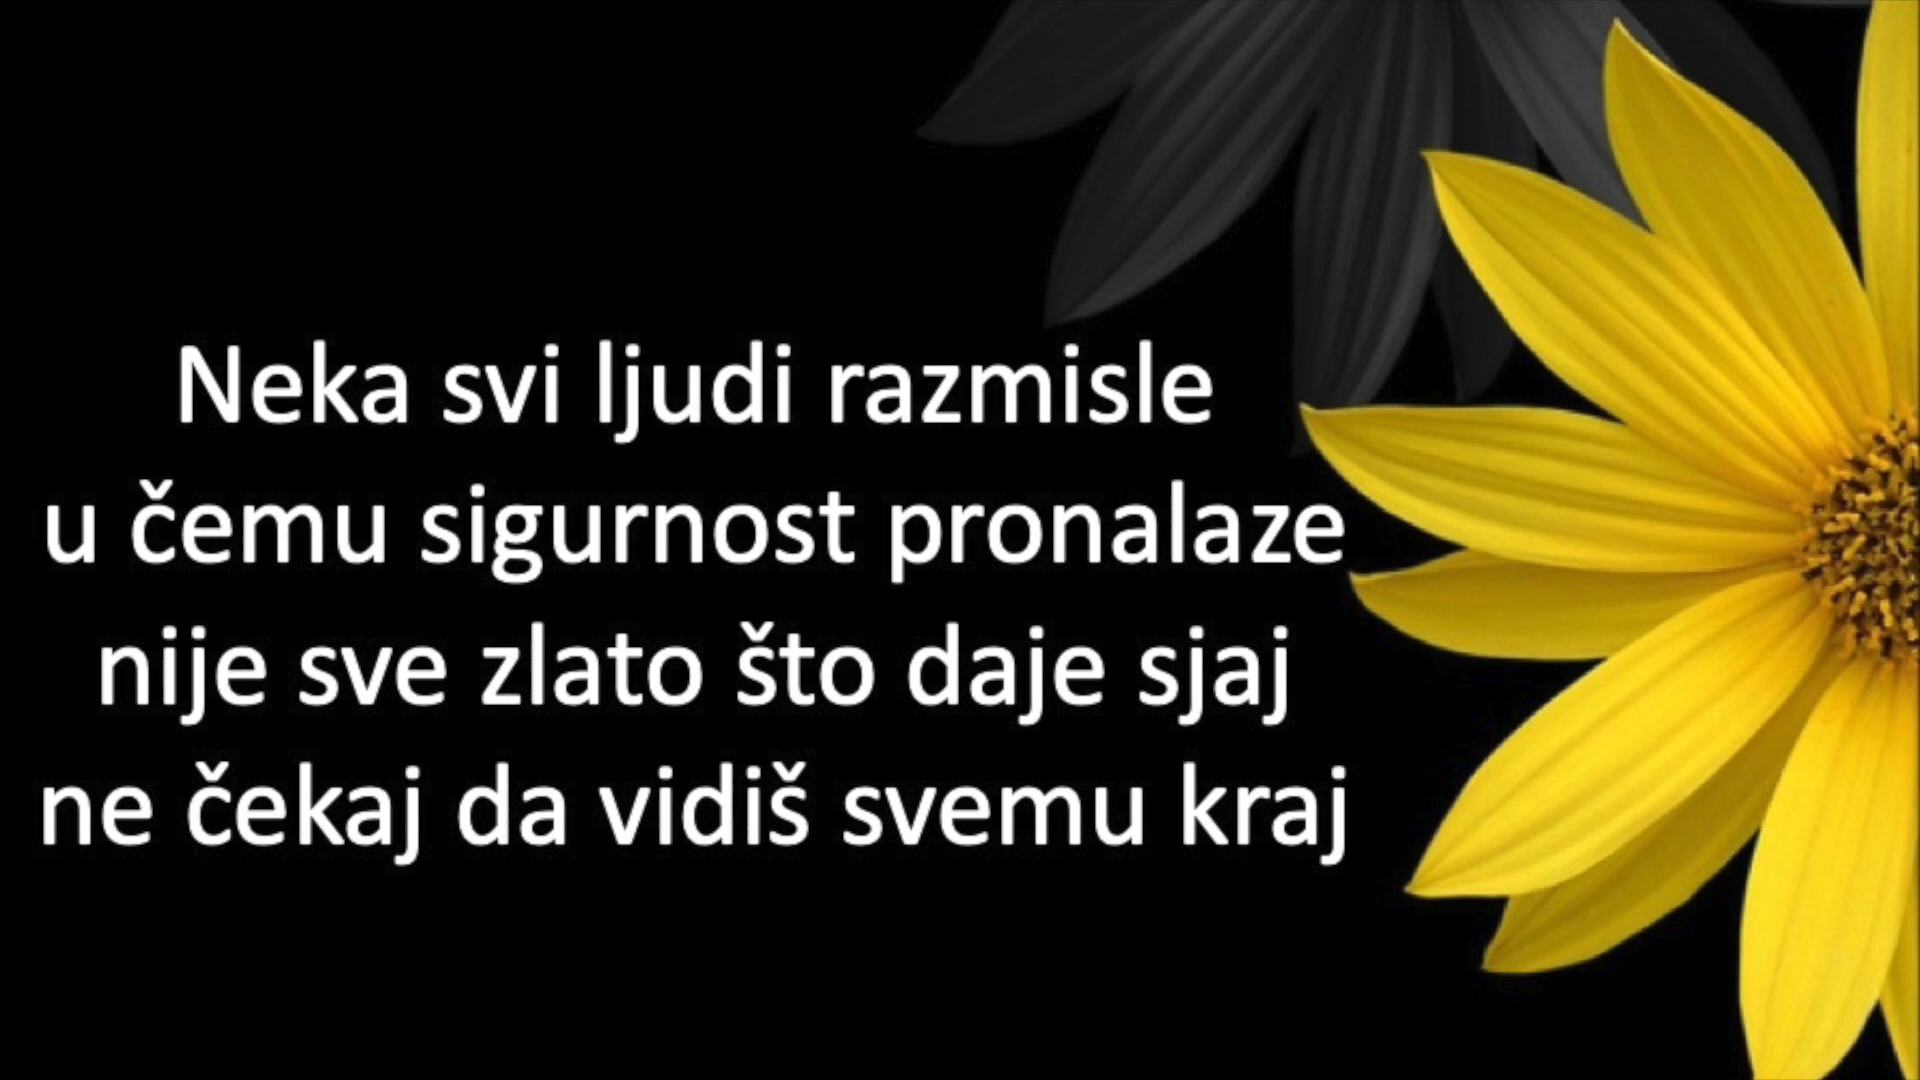 Neka svi ljudi razmisle
u čemu sigurnost pronalaze
nije sve zlato što daje sjaj
ne čekaj da vidiš svemu kraj